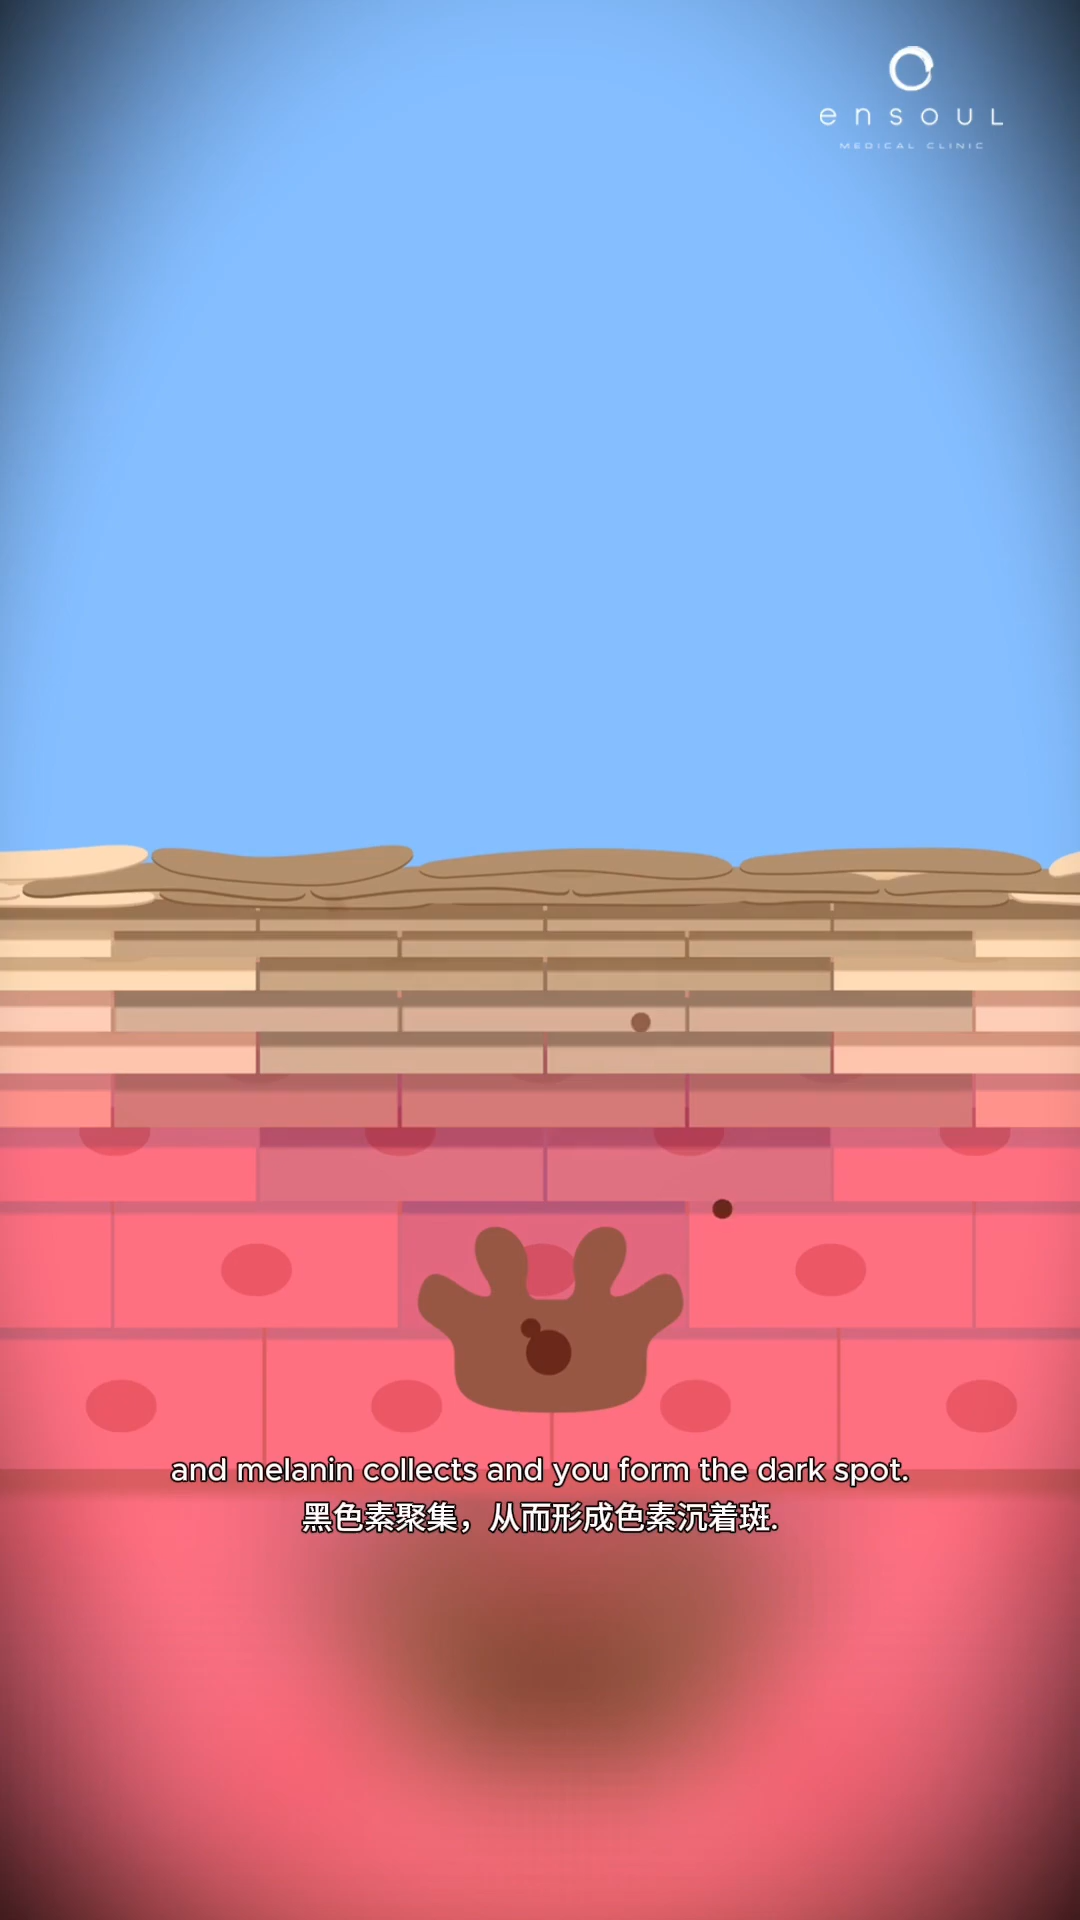 ensoul
MEDICAL CLINIC
and melanin collects and you form the dark spot.
黑色素聚集，从而形成色素沉着斑.